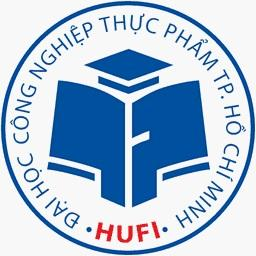 ĐẠI HỌC CÔNG NGHIỆP THỰC PHẨM TP. HỒ CHÍ MINH
• HUFI •